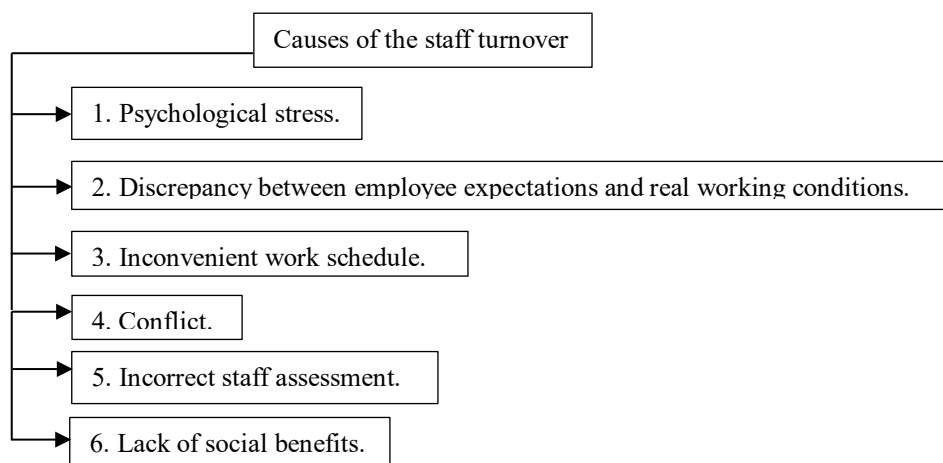 Causes of the staff turnover
1. Psychological stress.
2. Discrepancy between employee expectations and real working conditions.
3. Inconvenient work schedule.
4. Conflict.
5. Incorrect staff assessment.
6. Lack of social benefits.